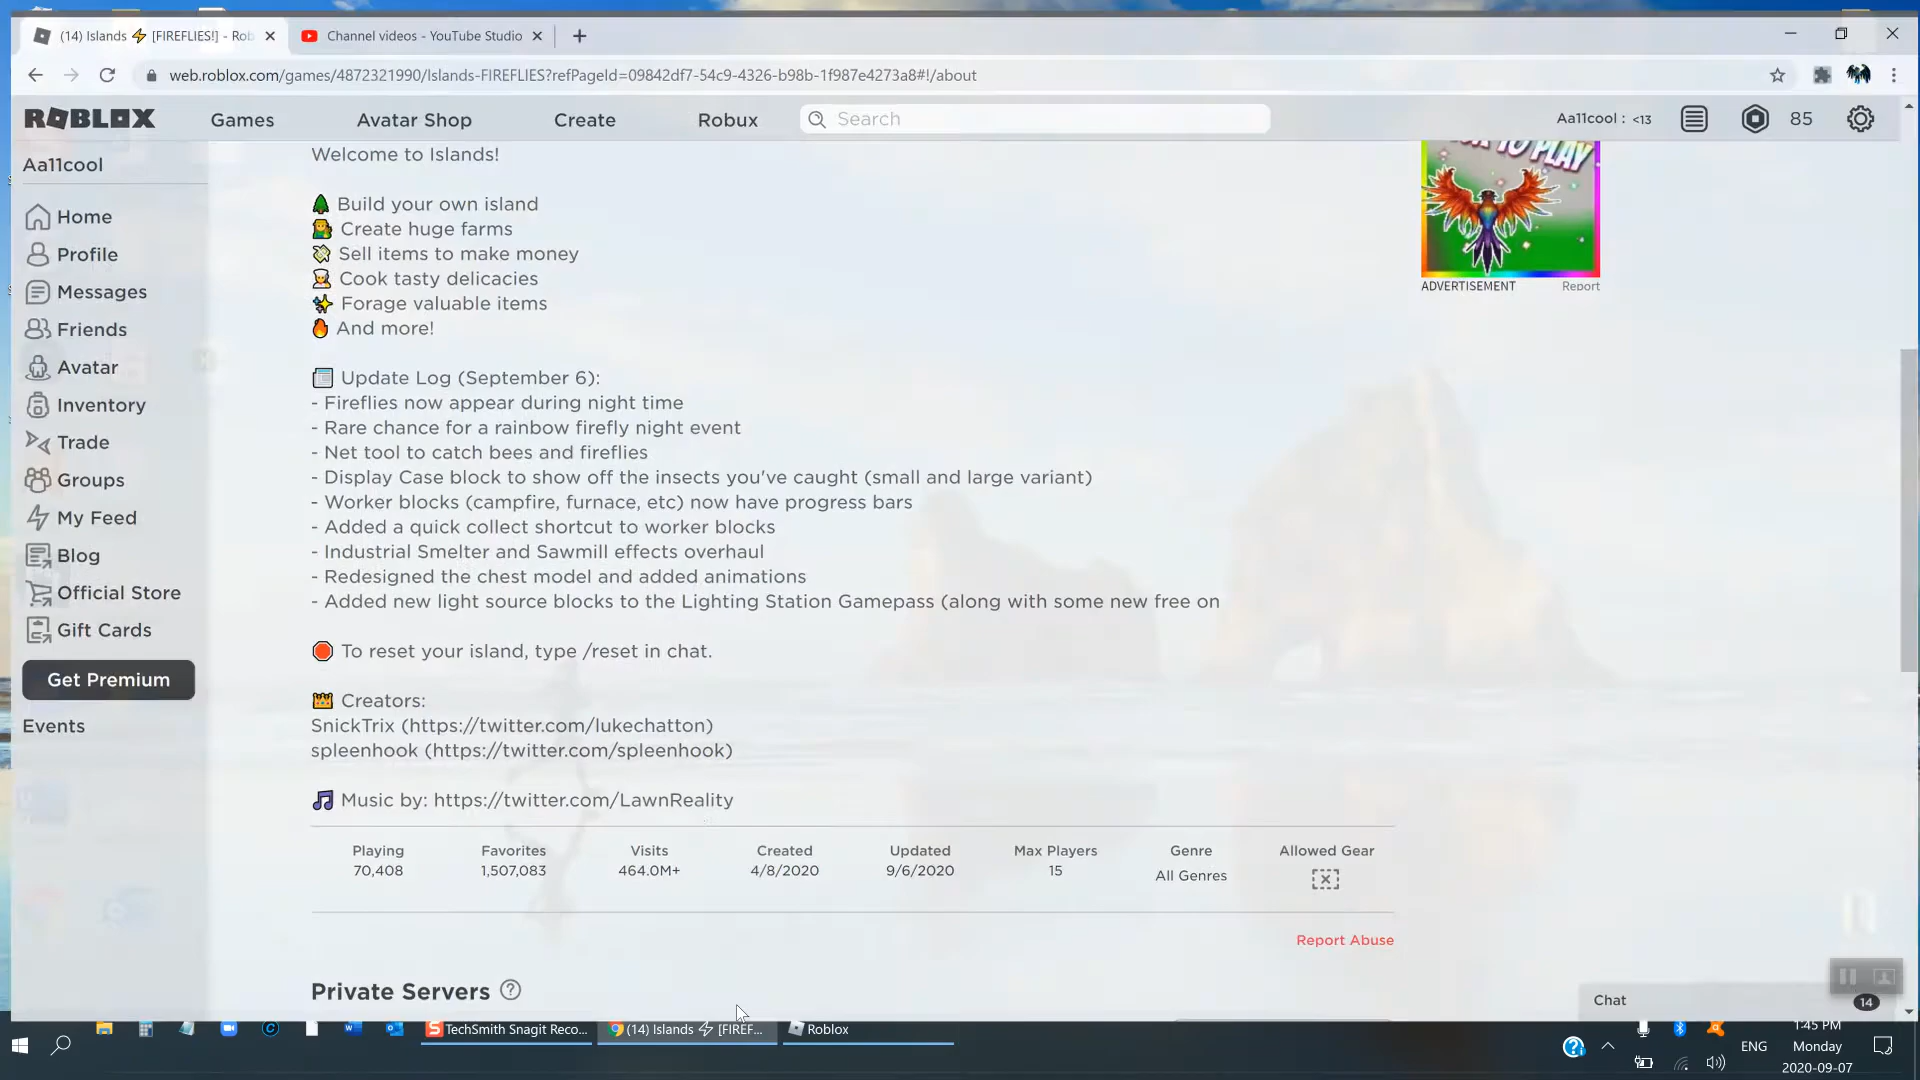 (14) Islands ⚡ [FIREFLIES!] - Rob
Channel videos - YouTube Studio
web.roblox.com/games/4872321990/Islands-FIREFLIES?refPageId=09842df7-54c9-4326-b98b-1f987e4273a8#!/about
ROBLOX
Games
Avatar Shop
Create
Robux
Search
Aa11cool : <13
85
Aa11cool
Home
Profile
Messages
Friends
Avatar
Inventory
Trade
Groups
My Feed
Blog
Official Store
Gift Cards
Get Premium
Events
Welcome to Islands!
🌲 Build your own island
Create huge farms
💸 Sell items to make money
Cook tasty delicacies
✨ Forage valuable items
🔥 And more!
📰 Update Log (September 6):
- Fireflies now appear during night time
- Rare chance for a rainbow firefly night event
- Net tool to catch bees and fireflies
- Display Case block to show off the insects you've caught (small and large variant)
- Worker blocks (campfire, furnace, etc) now have progress bars
- Added a quick collect shortcut to worker blocks
- Industrial Smelter and Sawmill effects overhaul
- Redesigned the chest model and added animations
- Added new light source blocks to the Lighting Station Gamepass (along with some new free on
🛑 To reset your island, type /reset in chat.
👑 Creators:
SnickTrix (https://twitter.com/lukechatton)
spleenhook (https://twitter.com/spleenhook)
🎵 Music by: https://twitter.com/LawnReality
Playing
70,408
Favorites
1,507,083
Visits
464.0M+
Created
4/8/2020
Updated
9/6/2020
Max Players
15
Genre
All Genres
Allowed Gear
Report Abuse
Private Servers ?
TO PLAY
ADVERTISEMENT
Report
Chat
14
TechSmith Snagit Reco...
(14) Islands ⚡ [FIREF...
Roblox
ENG
1:45 PM
Monday
2020-09-07